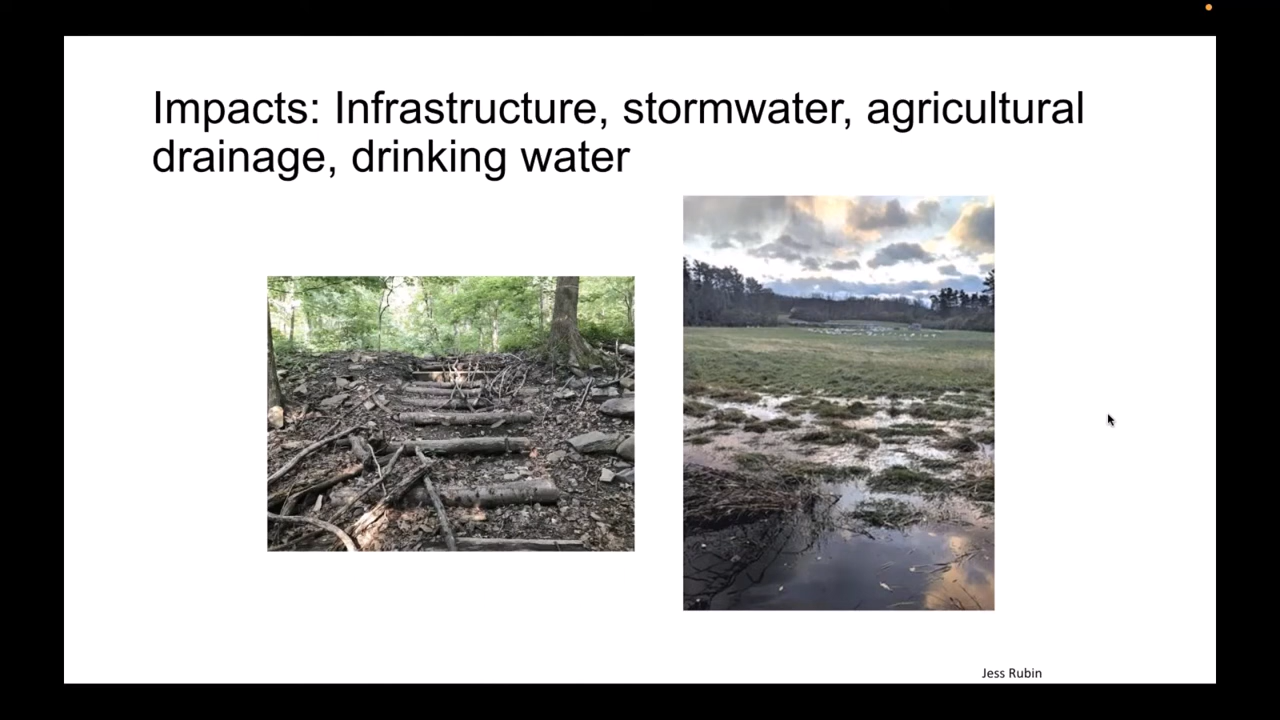 Impacts: Infrastructure, stormwater, agricultural
drainage, drinking water
Jess Rubin